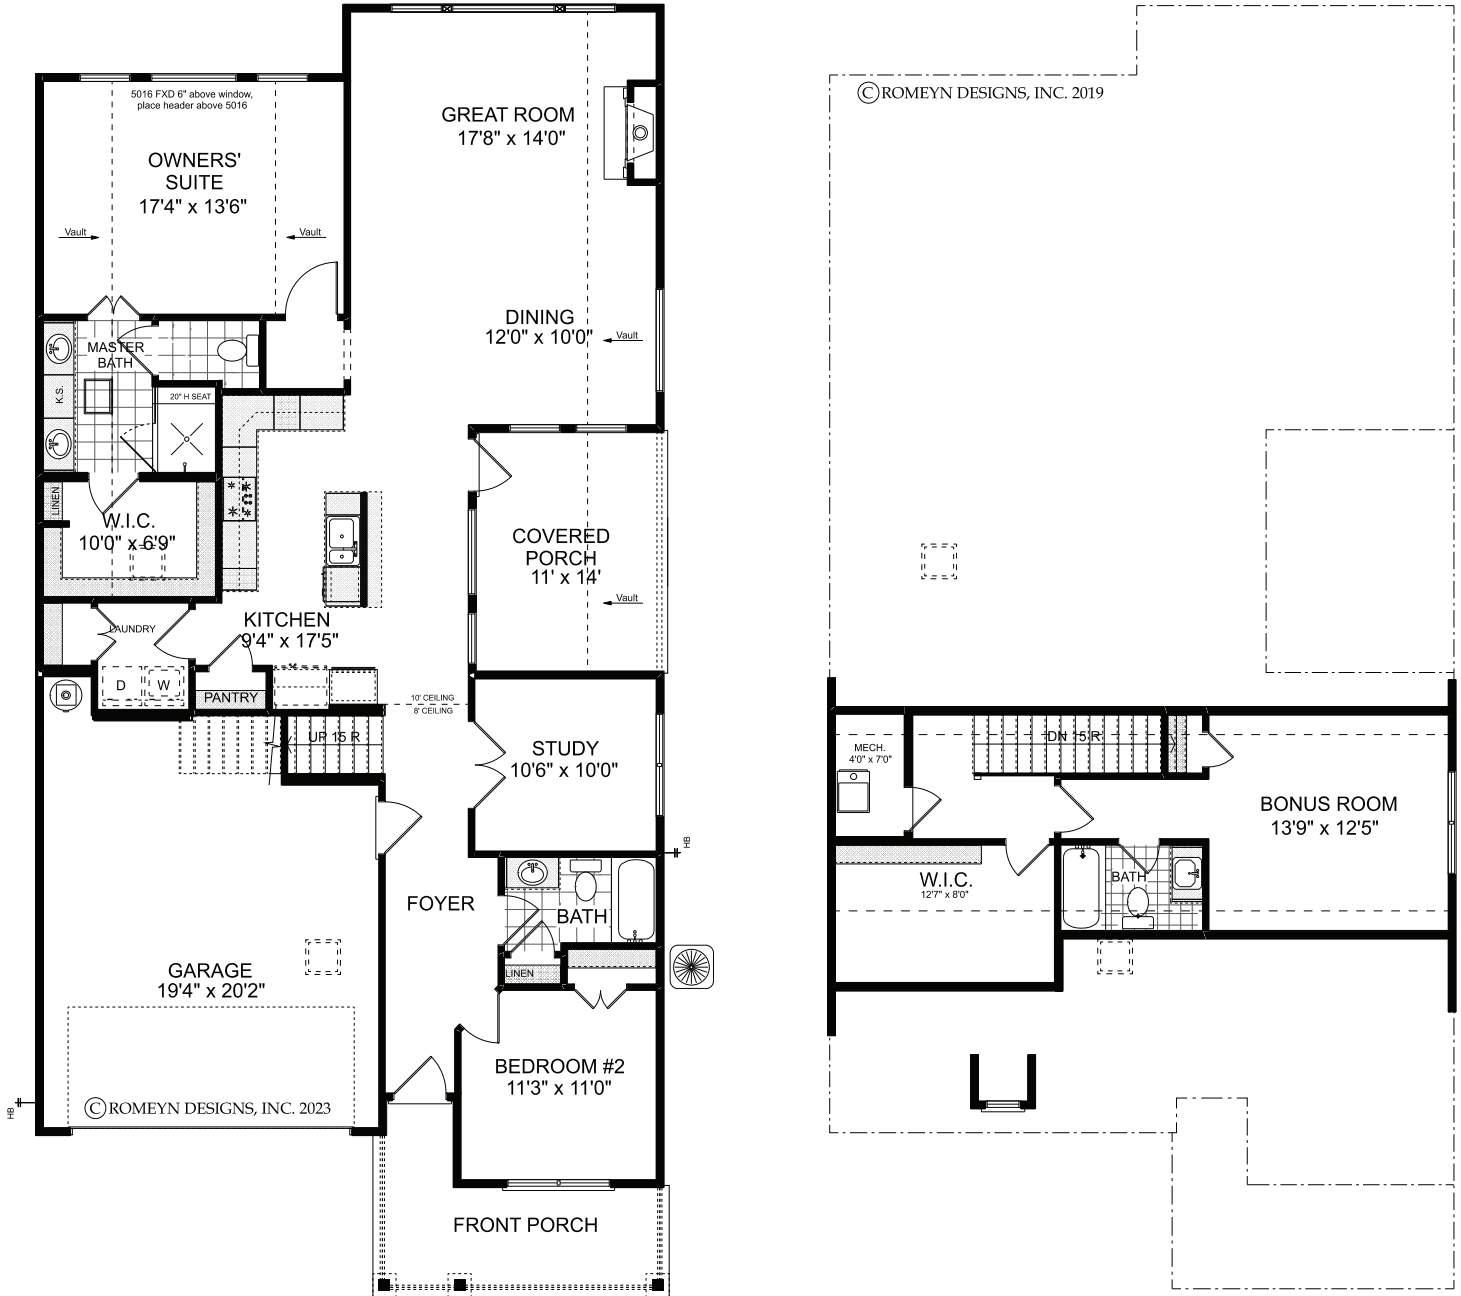 5016 FXD 6" above window,
place header above 5016
OWNERS'
SUITE
17'4" x 13'6"
Vault
Vault
GREAT ROOM
17'8" x 14'0"
DINING
12'0" x 10'0"
Vault
MASTER
BATH
K.S.
20" H SEAT
LINEN
W.I.C.
10'0" x 6'9"
COVERED
PORCH
11' x 14'
Vault
LAUNDRY
KITCHEN
9'4" x 17'5"
D
W
PANTRY
10' CEILING
8' CEILING
UP 15 R
STUDY
10'6" x 10'0"
HB
FOYER
BATH
LINEN
GARAGE
19'4" x 20'2"
BEDROOM #2
11'3" x 11'0"
HB
© ROMEYN DESIGNS, INC. 2023
FRONT PORCH
© ROMEYN DESIGNS, INC. 2019
MECH.
4'0" x 7'0"
DN 15 R
BONUS ROOM
13'9" x 12'5"
W.I.C.
12'7" x 8'0"
BATH